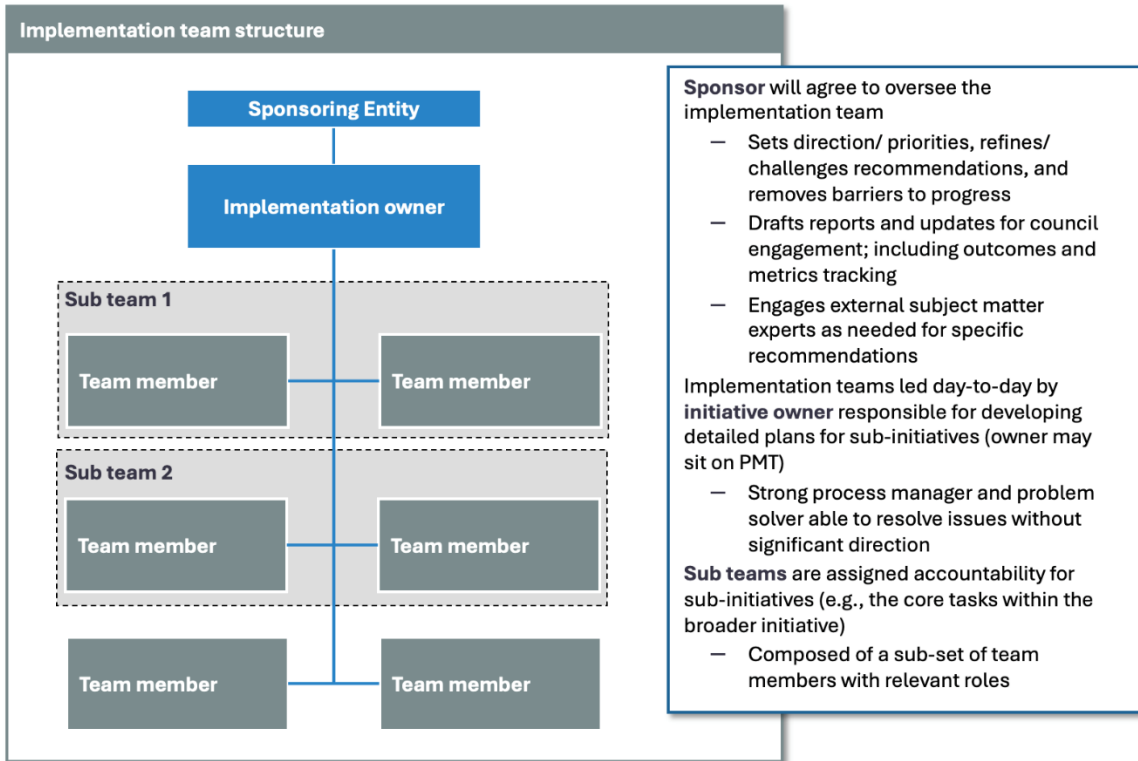 Implementation team structure
Sponsoring Entity
Implementation owner
Sub team 1
Team member
Team member
Sub team 2
Team member
Team member
Team member
Team member
Sponsor will agree to oversee the
implementation team
— Sets direction/ priorities, refines/
challenges recommendations, and
removes barriers to progress
— Drafts reports and updates for council
engagement; including outcomes and
metrics tracking
— Engages external subject matter
experts as needed for specific
recommendations
Implementation teams led day-to-day by
initiative owner responsible for developing
detailed plans for sub-initiatives (owner may
sit on PMT)
— Strong process manager and problem
solver able to resolve issues without
significant direction
Sub teams are assigned accountability for
sub-initiatives (e.g., the core tasks within the
broader initiative)
— Composed of a sub-set of team
members with relevant roles